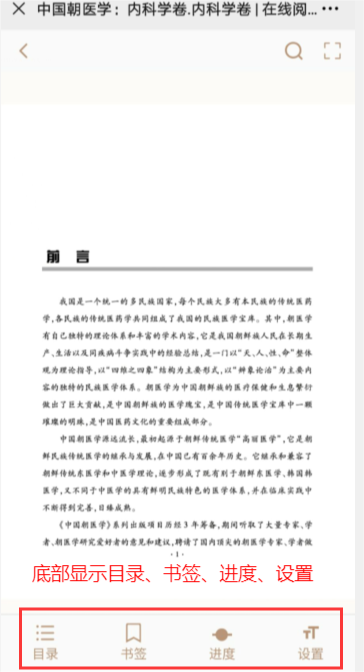 中国朝医学：内科学卷.内科学卷|在线阅...
前 言
我国是一个统一的多民族国家,每个民族大多有本民族的传统医药
学,各民族的传统医药学共同组成了我国的民族医学宝库。其中,朝医学
有自己独特的理论体系和丰富的学术内容,它是我国朝鲜族人民在长期生
产、生活以及同疾病斗争实践中的经验总结,是一门以“天、人、性、命”整体
观为理论指导,以“四维之四象”结构为主要形式,以“辨象论治”为主要内
容的独特的民族医学体系。朝医学为中国朝鲜族的医疗保健和生息繁衍
做出了巨大贡献,是中国朝鲜族的医学瑰宝,是中国传统医学宝库中一颗
璀璨的明珠,是中国医药文化的重要组成部分。
中国朝医学源远流长,最初起源于朝鲜传统医学“高丽医学”,它是朝
鲜民族传统医学的继承与发展,在中国已有百余年历史。它继承和兼容了
朝鲜传统东医学和中医学理论,逐步形成了既有别于朝鲜东医学、韩国韩
医学,又不同于中医学的具有鲜明民族特色的医学体系,并在临床实践中
不断得到完善,日臻成熟。
《中国朝医学》系列出版项目历经3年筹备,期间听取了大量专家、学
者、朝医学研究爱好者的意见和建议,聘请了国内顶尖的朝医学专家、学者做
·1·
底部显示目录、书签、进度、设置
目录 书签 进度 设置